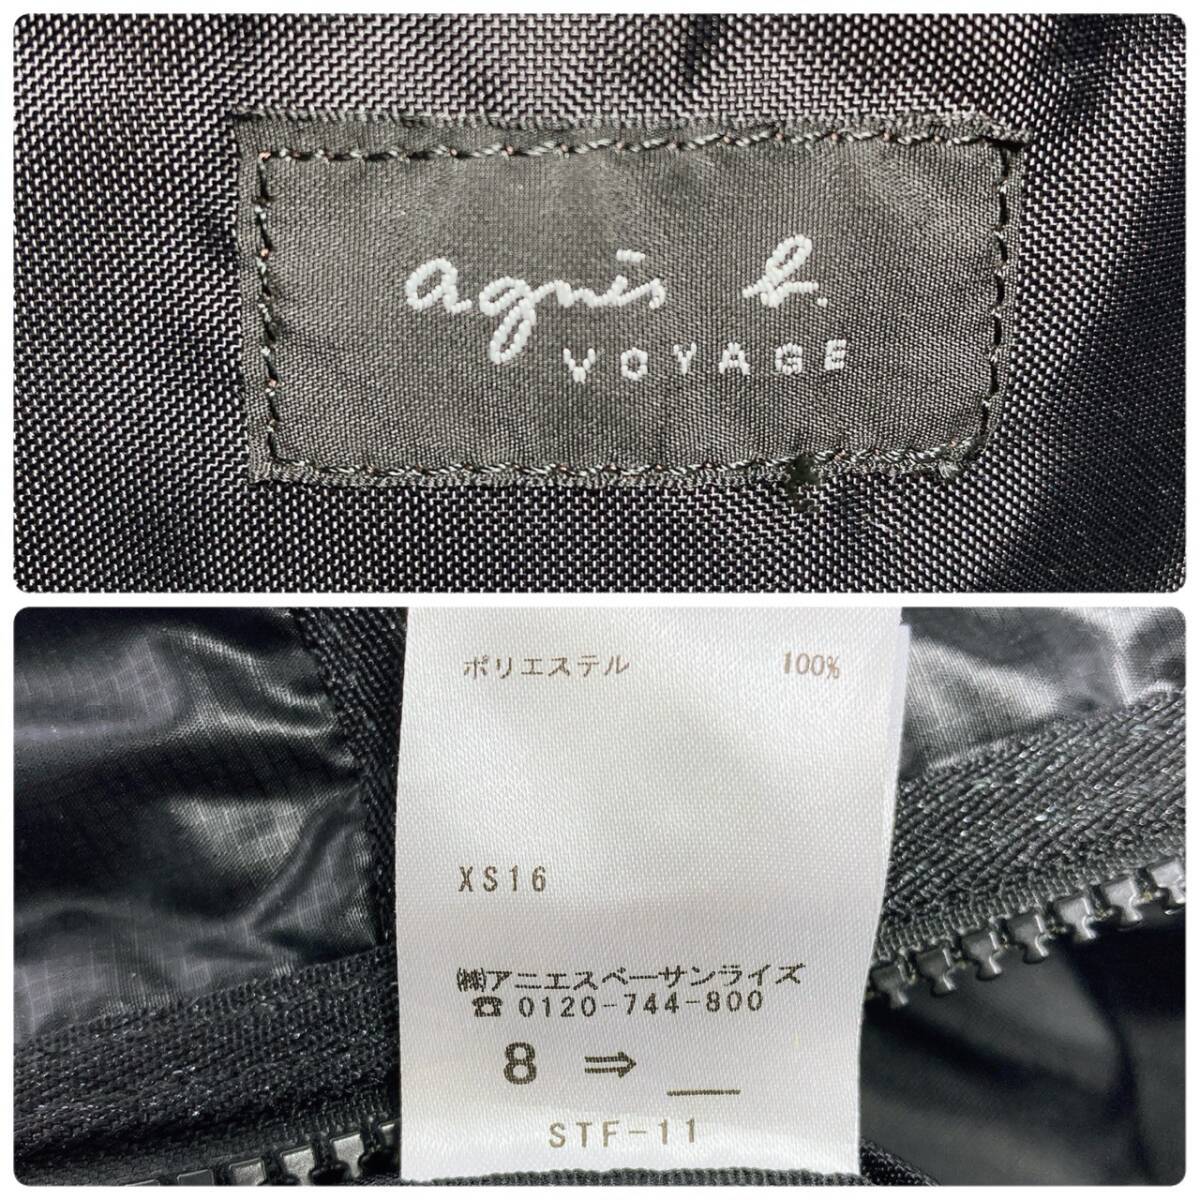 agnès b.
VOYAGE
ポリエステル 100%
XS16
㈱アニエスベーサンライズ
☎0120-744-800
8 ⇒ __
STF-11